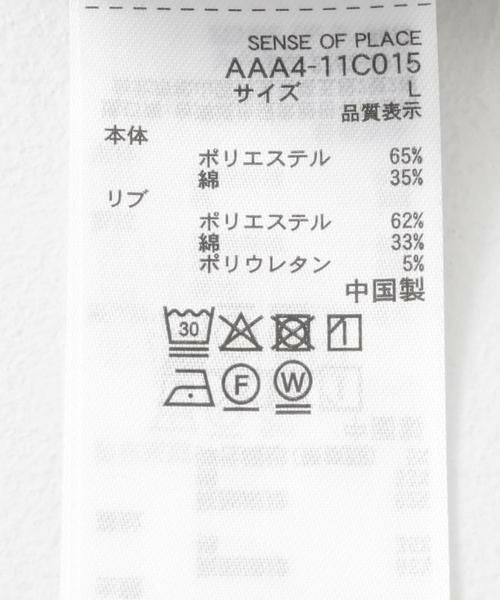 SENSE OF PLACE
AAA4-11C015
サイズ L
品質表示
本体
ポリエステル 65%
綿 35%
リブ
ポリエステル 62%
綿 33%
ポリウレタン 5%
中国製
30
F W